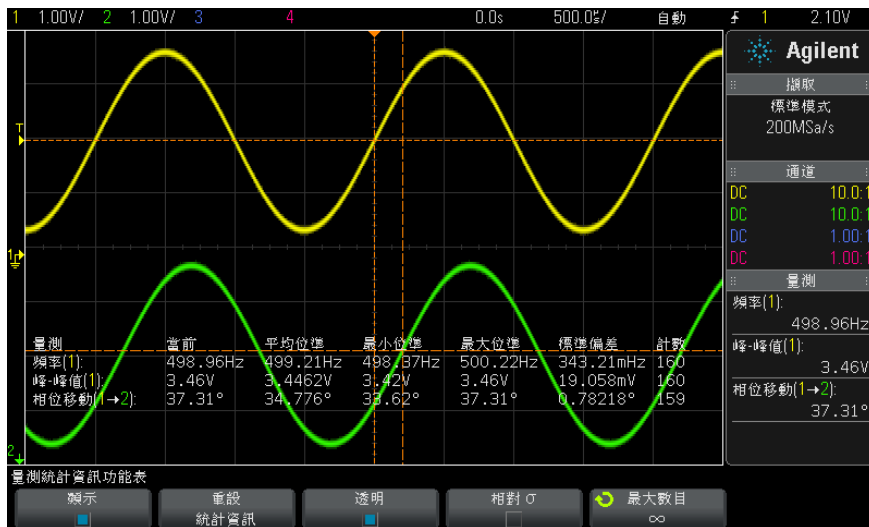 1 1.00V/ 2 1.00V/ 3 4 0.0s 500.0㎲/ 自動 1 2.10V
T
1
2
Agilent
擷取
標準模式
200MSa/s
通道
DC 10.0:1
DC 10.0:1
DC 1.00:1
DC 1.00:1
量測
頻率(1):
498.96Hz
峰-峰值(1):
3.46V
相位移動(1→2):
37.31°
量測 當前 平均位準 最小位準 最大位準 標準偏差 計數
頻率(1): 498.96Hz 499.21Hz 498.37Hz 500.22Hz 343.21mHz 160
峰-峰值(1): 3.46V 3.4462V 3.42V 3.46V 19.058mV 160
相位移動(1→2): 37.31° 34.776° 33.62° 37.31° 0.78218° 159
量測統計資訊功能表
顯示 重設 透明 相對 σ 最大數目
統計資訊 ∞